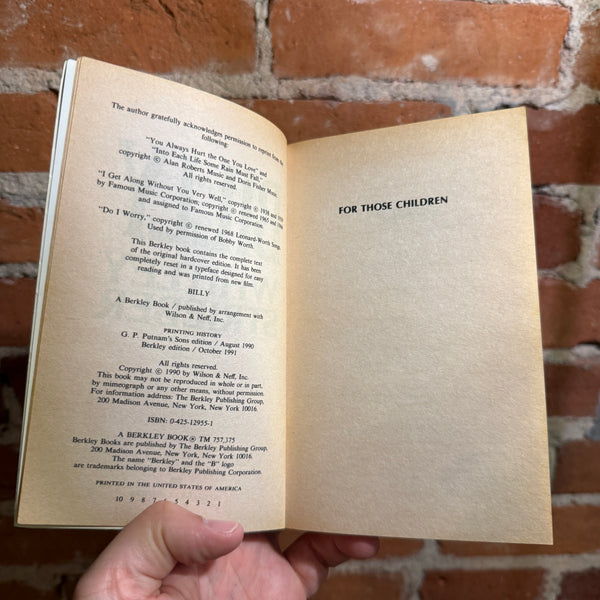 The author gratefully acknowledges permission to reprint from the
following:
"You Always Hurt the One You Love" and
"Into Each Life Some Rain Must Fall,"
copyright © Alan Roberts Music and Doris Fisher Music.
All rights reserved.
"I Get Along Without You Very Well," copyright © 1938 and 1939
by Famous Music Corporation; copyright © renewed 1965 and 1966
and assigned to Famous Music Corporation.
"Do I Worry," copyright © renewed 1968 Leonard-Worth Songs.
Used by permission of Bobby Worth.
This Berkley book contains the complete text
of the original hardcover edition. It has been
completely reset in a typeface designed for easy
reading and was printed from new film.
BILLY
A Berkley Book / published by arrangement with
Wilson & Neff, Inc.
PRINTING HISTORY
G. P. Putnam's Sons edition / August 1990
Berkley edition / October 1991
All rights reserved.
Copyright © 1990 by Wilson & Neff, Inc.
This book may not be reproduced in whole or in part,
by mimeograph or any other means, without permission.
For information address: The Berkley Publishing Group,
200 Madison Avenue, New York, New York 10016.
ISBN: 0-425-12955-1
A BERKLEY BOOK® TM 757,375
Berkley Books are published by The Berkley Publishing Group,
200 Madison Avenue, New York, New York 10016.
The name "Berkley" and the "B" logo
are trademarks belonging to Berkley Publishing Corporation.
PRINTED IN THE UNITED STATES OF AMERICA
10 9 8 7 6 5 4 3 2 1
FOR THOSE CHILDREN